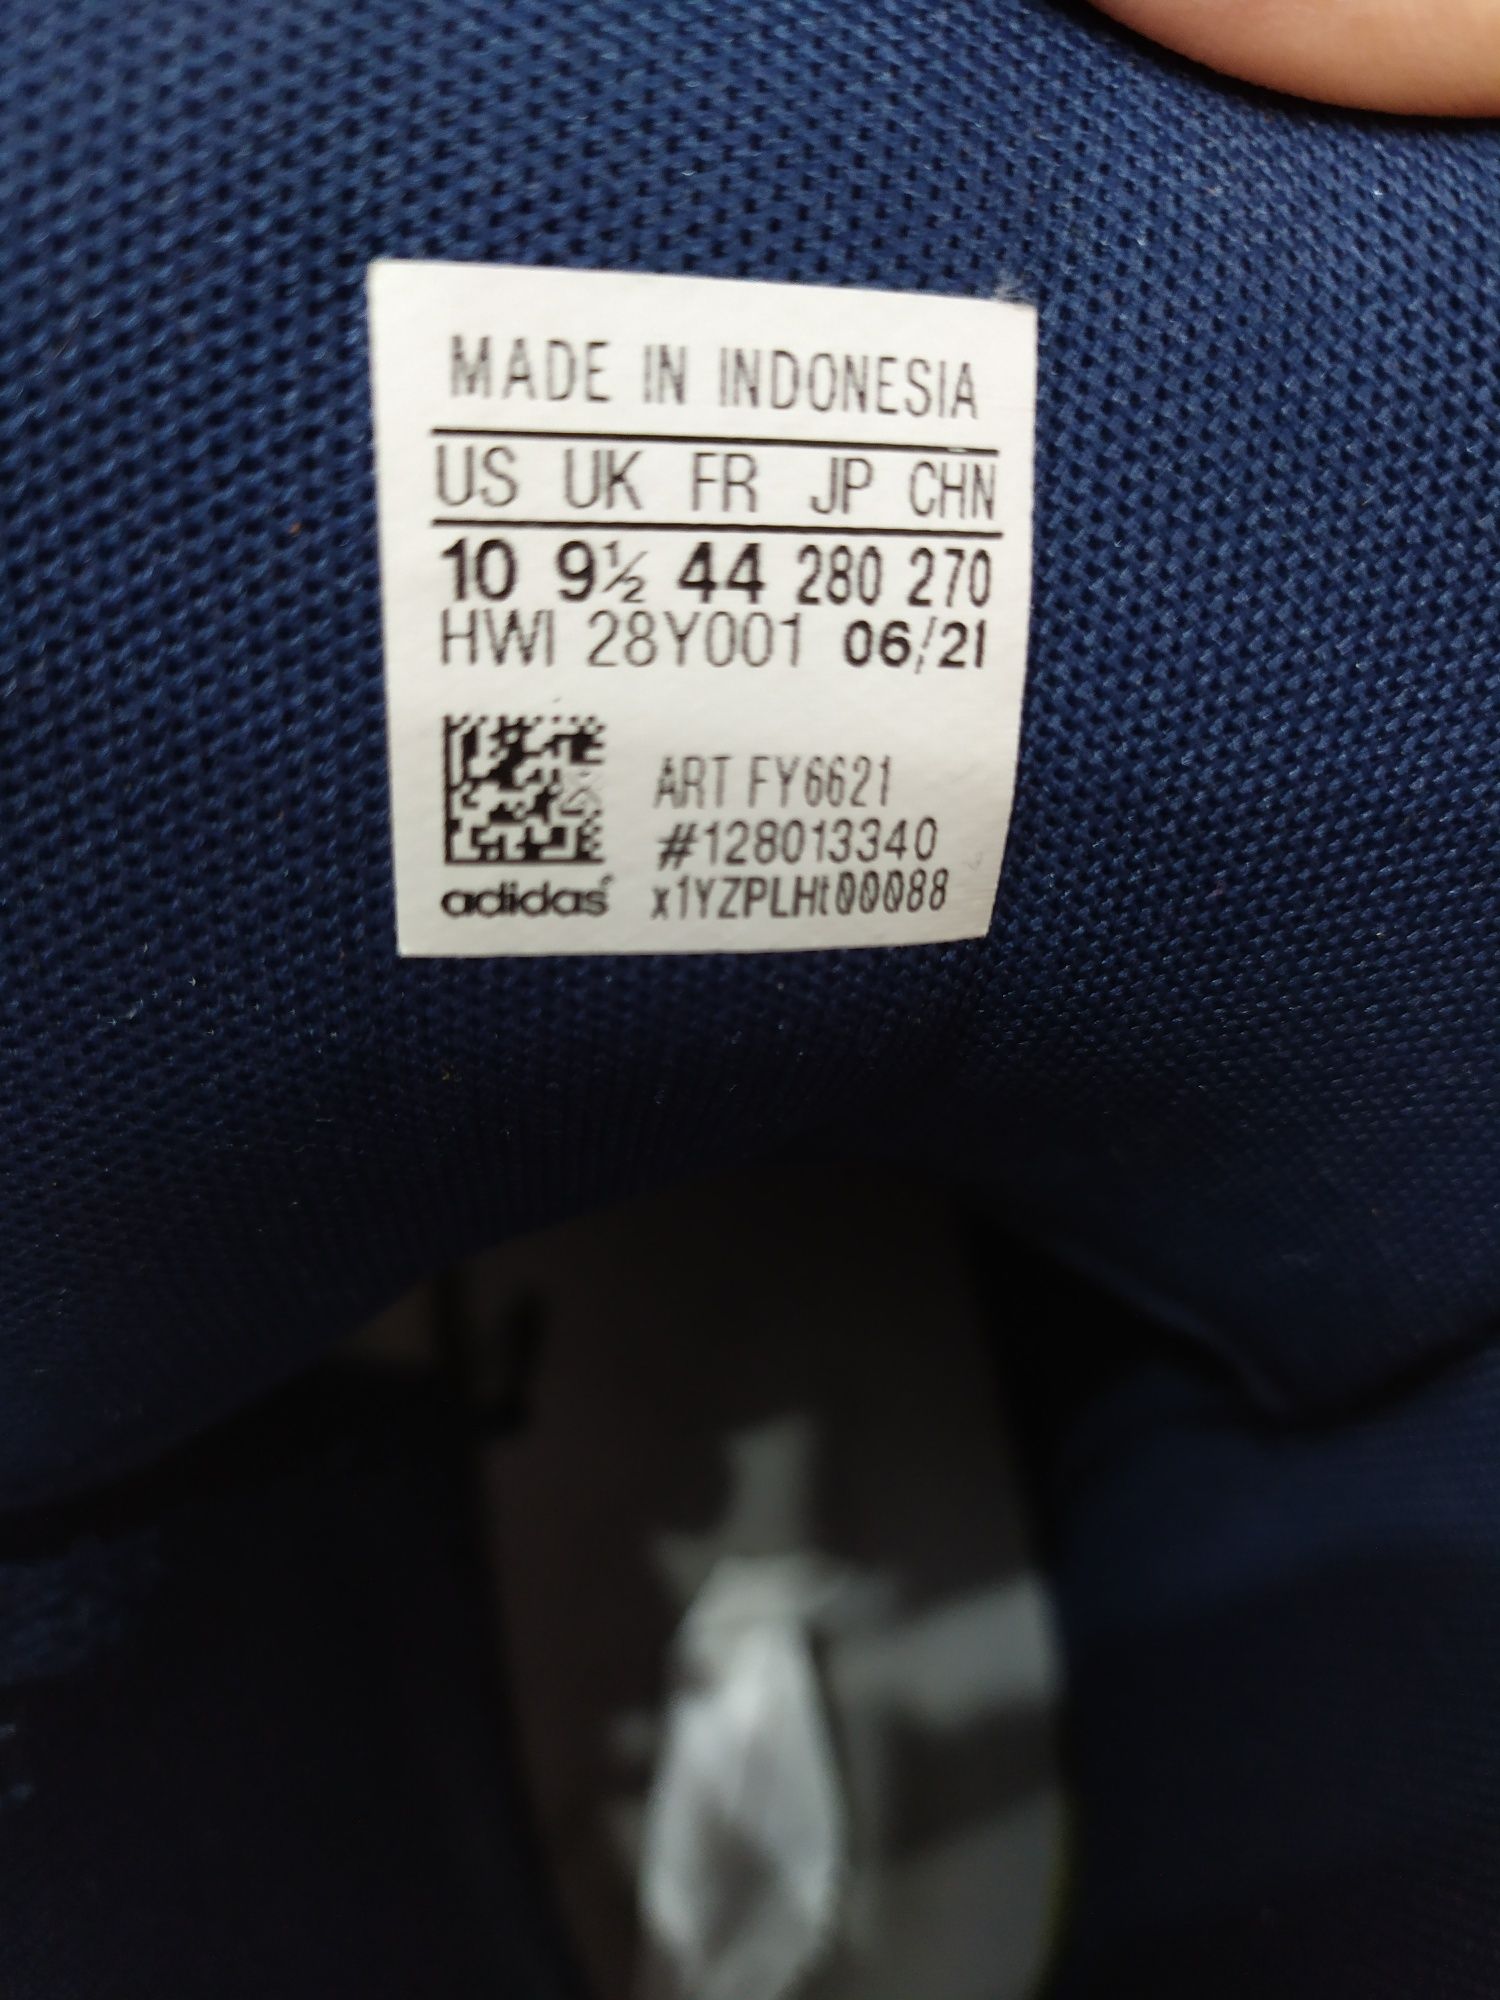 MADE IN INDONESIA
US UK FR JP CHN
10 9½ 44 280 270
HWI 28Y001 06/21
ART FY6621
#128013340
adidas x1YZPLHt00088